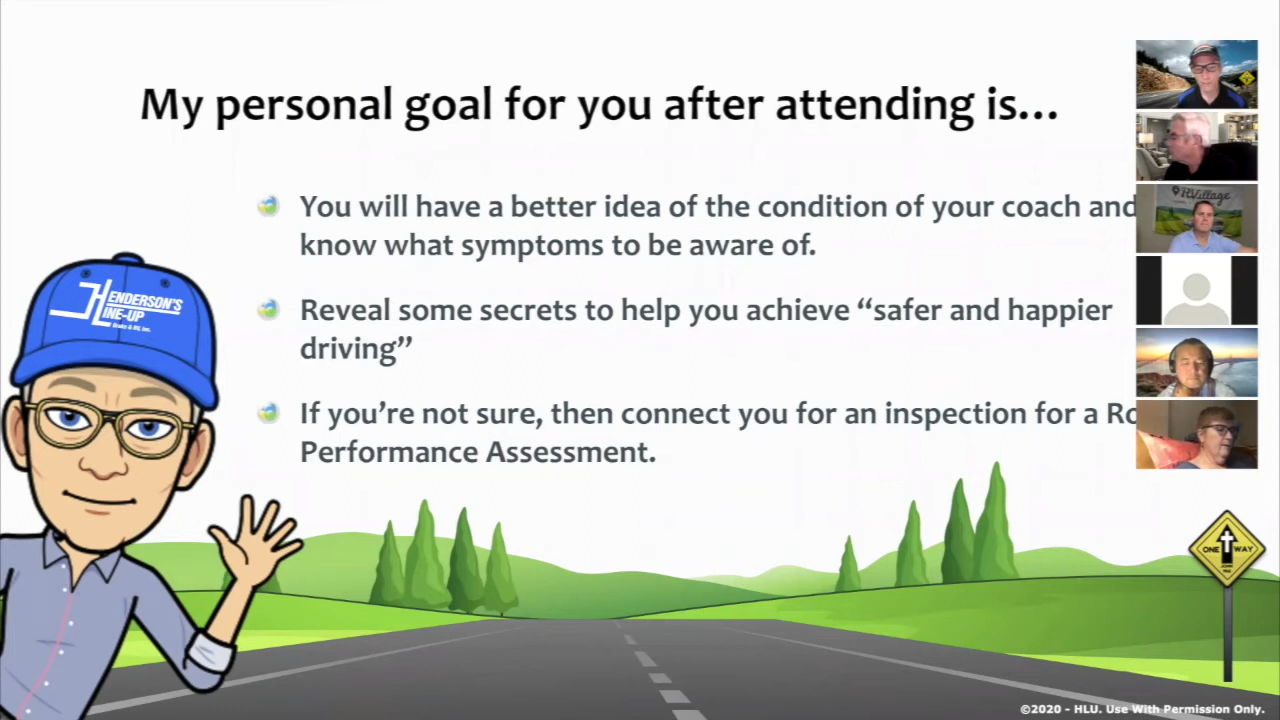 My personal goal for you after attending is...
You will have a better idea of the condition of your coach and
know what symptoms to be aware of.
Reveal some secrets to help you achieve “safer and happier
driving”
If you’re not sure, then connect you for an inspection for a Ro
Performance Assessment.
HENDERSON'S
LINE-UP
Brake & RV, Inc.
RVillage
ONE WAY
JOHN
©2020 - HLU. Use With Permission Only.